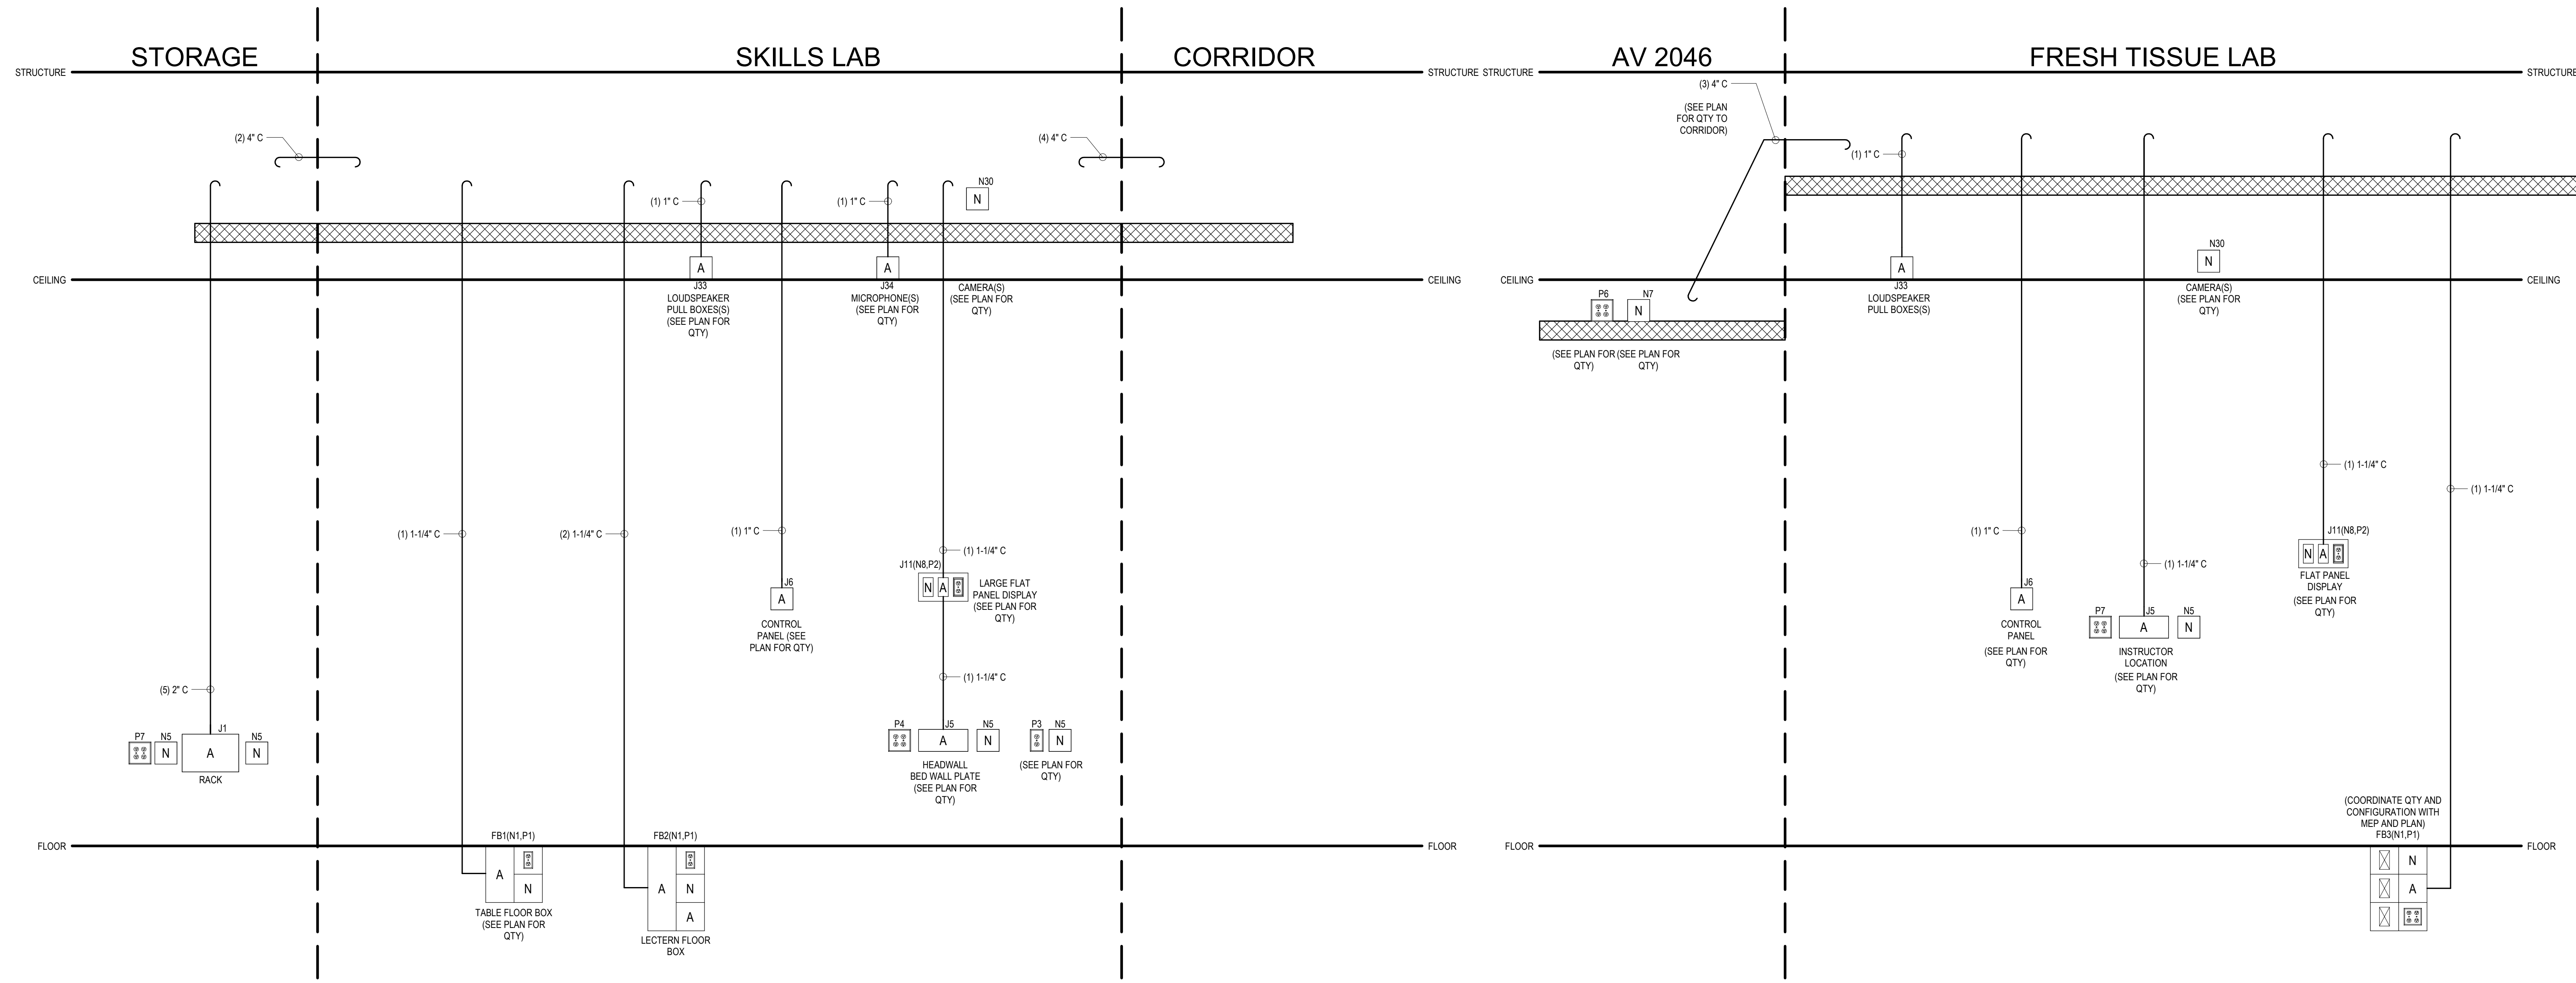 STORAGE
SKILLS LAB
CORRIDOR
AV 2046
FRESH TISSUE LAB
STRUCTURE
STRUCTURE
STRUCTURE
STRUCTURE
(2) 4" C
(4) 4" C
(3) 4" C
(SEE PLAN
FOR QTY TO
CORRIDOR)
(1) 1" C
(1) 1" C
N30
N
(1) 1" C
CEILING
CEILING
CEILING
CEILING
A
J33
LOUDSPEAKER
PULL BOXES(S)
(SEE PLAN FOR
QTY)
A
J34
MICROPHONE(S)
(SEE PLAN FOR
QTY)
CAMERA(S)
(SEE PLAN FOR
QTY)
P6
N7
N
(SEE PLAN FOR
QTY)
(SEE PLAN FOR
QTY)
A
J33
LOUDSPEAKER
PULL BOXES(S)
N30
N
CAMERA(S)
(SEE PLAN FOR
QTY)
(1) 1-1/4" C
(2) 1-1/4" C
(1) 1" C
J6
A
CONTROL
PANEL (SEE
PLAN FOR QTY)
(1) 1-1/4" C
J11(N8,P2)
N A
LARGE FLAT
PANEL DISPLAY
(SEE PLAN FOR
QTY)
(1) 1-1/4" C
(1) 1" C
J6
A
CONTROL
PANEL
(SEE PLAN FOR
QTY)
(1) 1-1/4" C
P7
J5
A
N5
N
INSTRUCTOR
LOCATION
(SEE PLAN FOR
QTY)
(1) 1-1/4" C
J11(N8,P2)
N A
FLAT PANEL
DISPLAY
(SEE PLAN FOR
QTY)
(1) 1-1/4" C
(5) 2" C
P7
N5
N
J1
A
N5
N
RACK
P4
J5
A
N5
N
HEADWALL
BED WALL PLATE
(SEE PLAN FOR
QTY)
P3
N5
N
(SEE PLAN FOR
QTY)
(COORDINATE QTY AND
CONFIGURATION WITH
MEP AND PLAN)
FB3(N1,P1)
FLOOR
FLOOR
FLOOR
FLOOR
FB1(N1,P1)
A
N
TABLE FLOOR BOX
(SEE PLAN FOR
QTY)
FB2(N1,P1)
A
N
A
LECTERN FLOOR
BOX
N
A